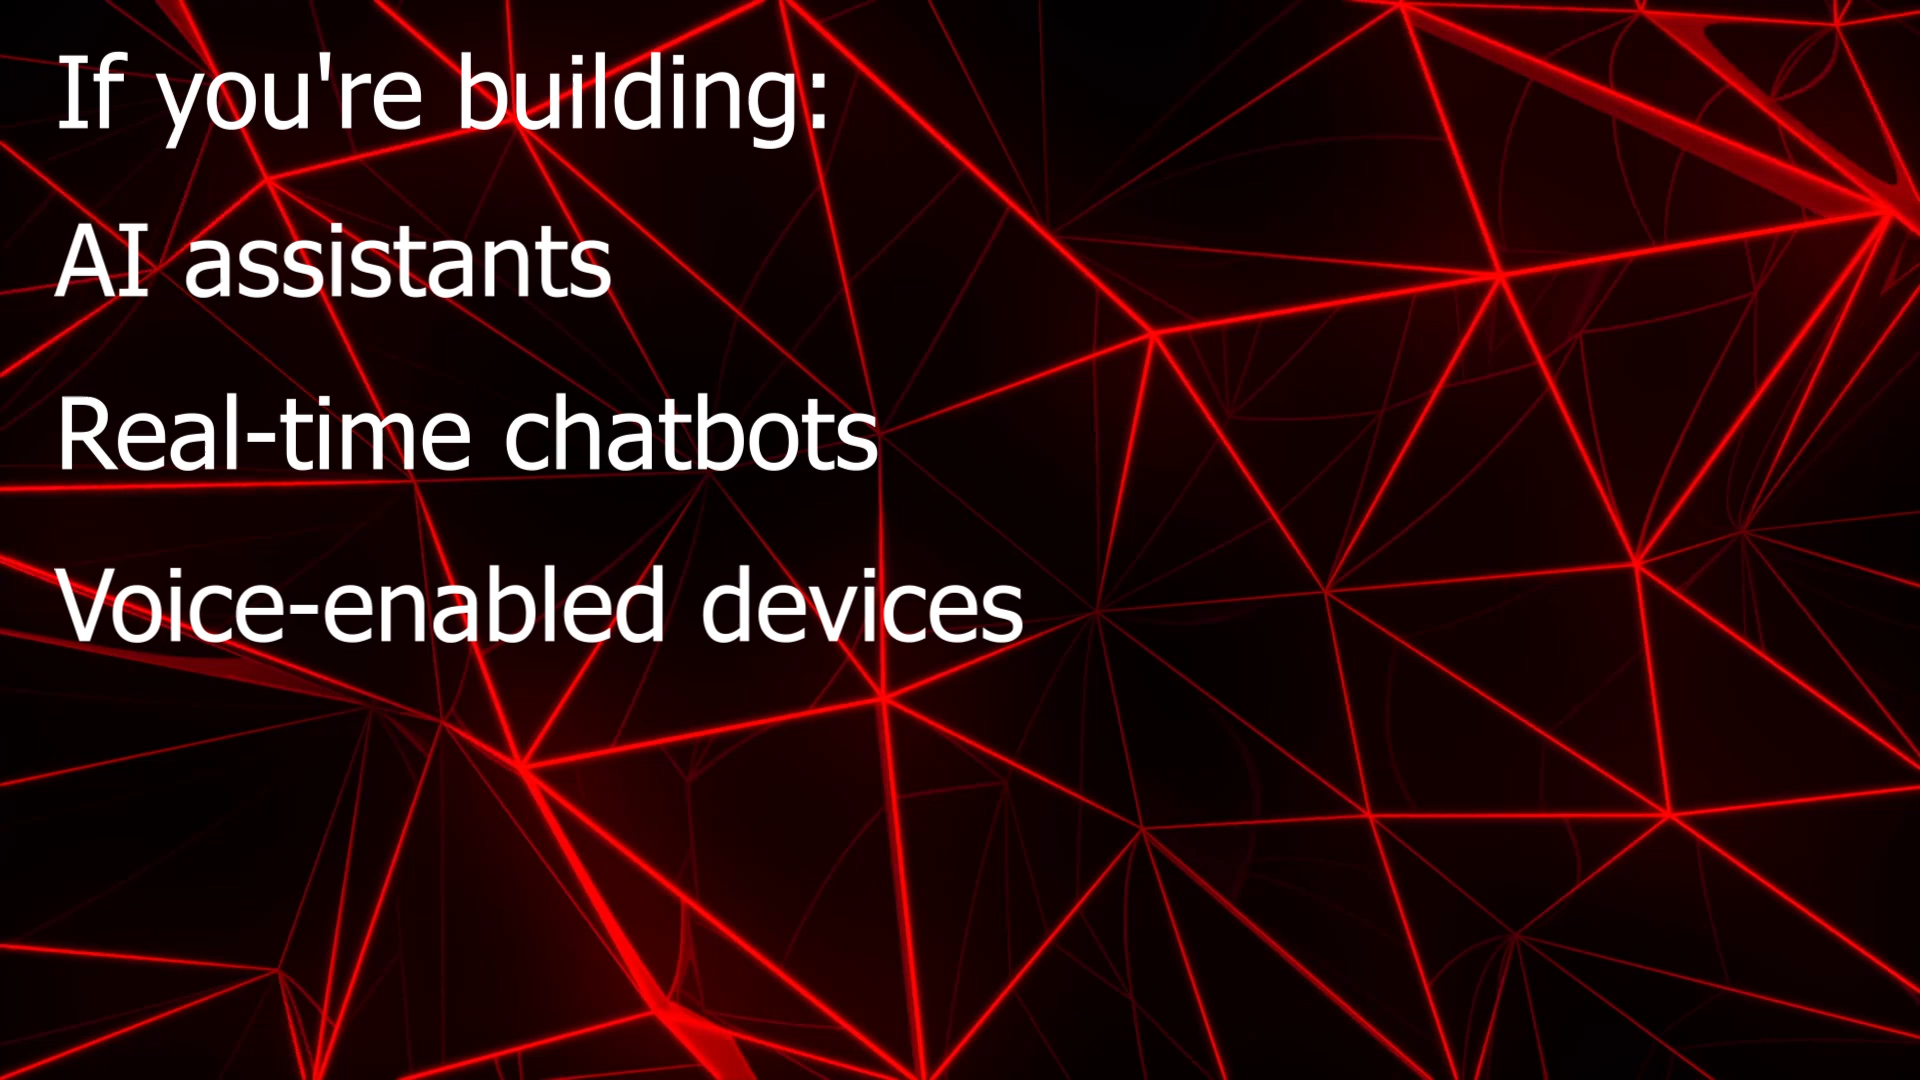 If you're building:
AI assistants
Real-time chatbots
Voice-enabled devices